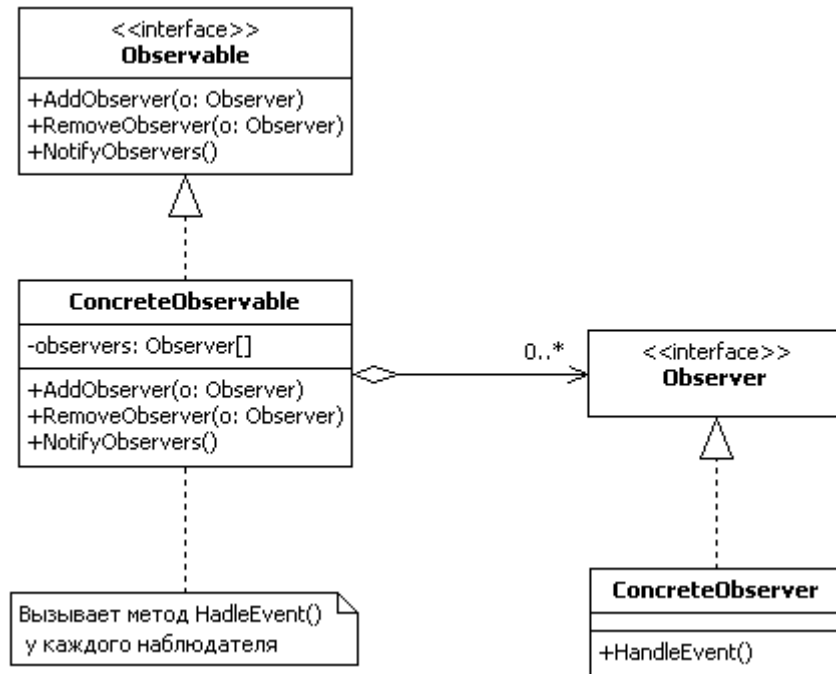 <<interface>>
Observable
+AddObserver(o: Observer)
+RemoveObserver(o: Observer)
+NotifyObservers()
ConcreteObservable
-observers: Observer[]
+AddObserver(o: Observer)
+RemoveObserver(o: Observer)
+NotifyObservers()
0..*
<<interface>>
Observer
Вызывает метод HadleEvent()
у каждого наблюдателя
ConcreteObserver
+HandleEvent()